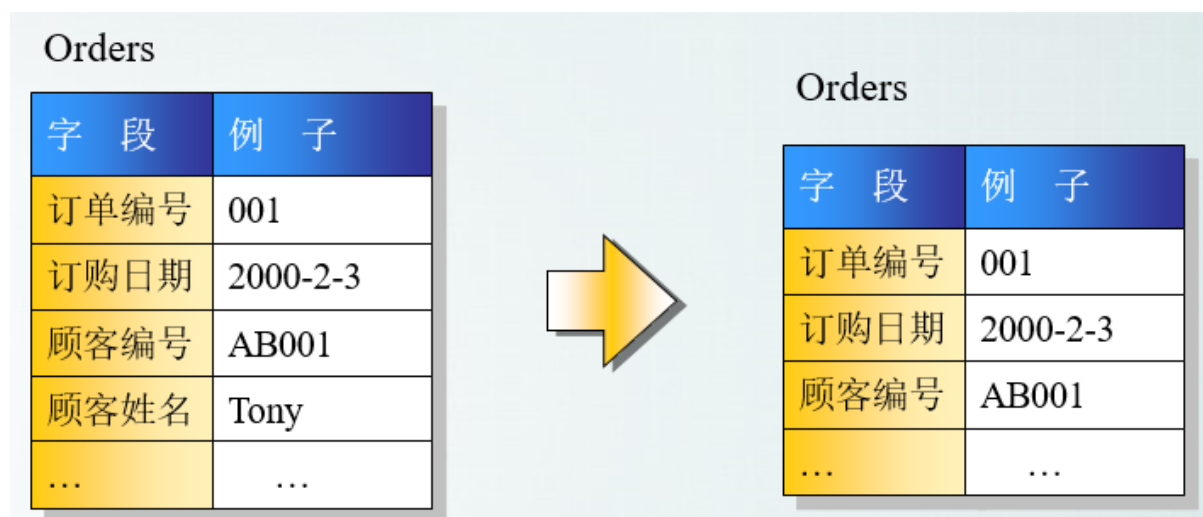 Orders
字 段 例 子
订单编号 001
订购日期 2000-2-3
顾客编号 AB001
顾客姓名 Tony
… …
Orders
字 段 例 子
订单编号 001
订购日期 2000-2-3
顾客编号 AB001
… …